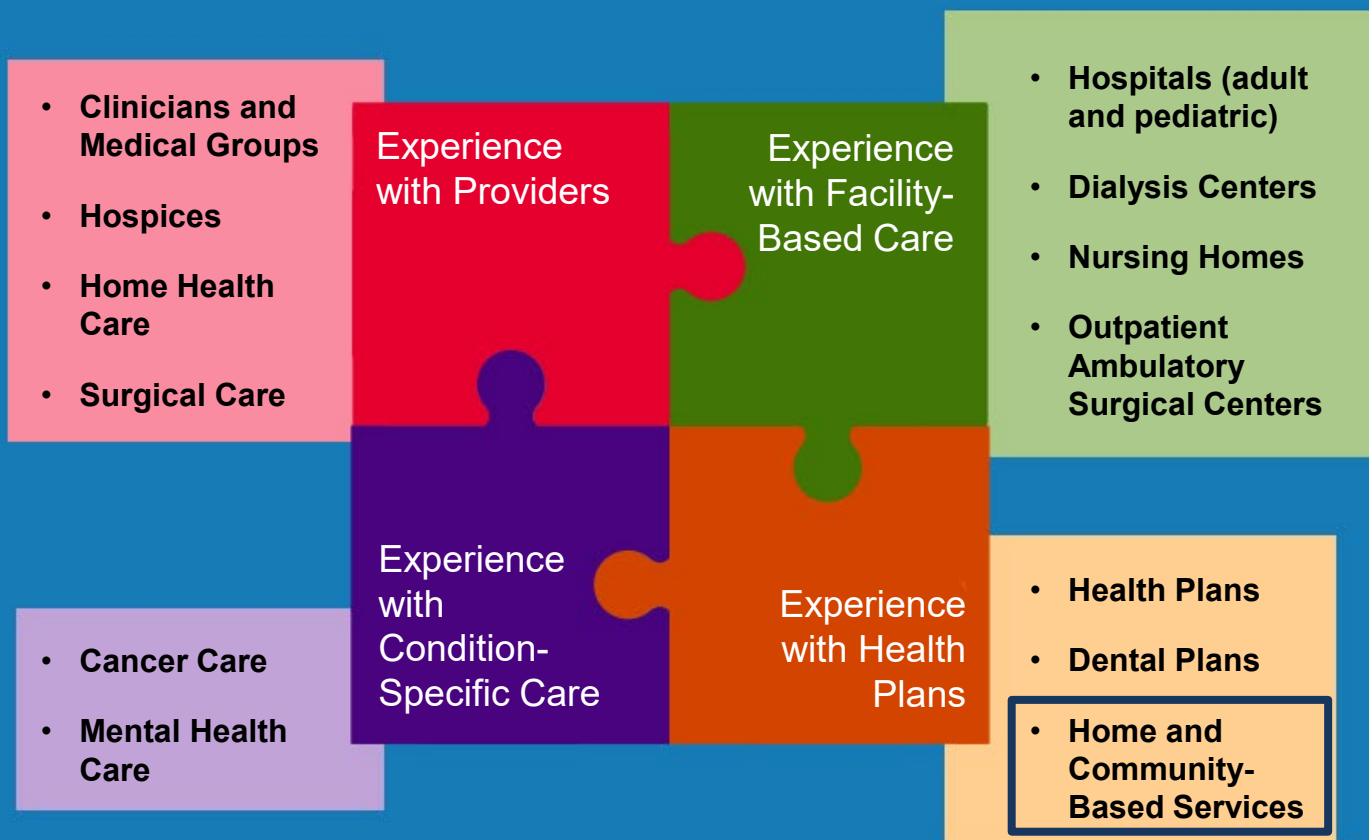 • Clinicians and
Medical Groups
• Hospices
• Home Health
Care
• Surgical Care
Experience
with Providers
Experience
with Facility-
Based Care
• Hospitals (adult
and pediatric)
• Dialysis Centers
• Nursing Homes
• Outpatient
Ambulatory
Surgical Centers
• Cancer Care
• Mental Health
Care
Experience
with
Condition-
Specific Care
Experience
with Health
Plans
• Health Plans
• Dental Plans
• Home and
Community-
Based Services